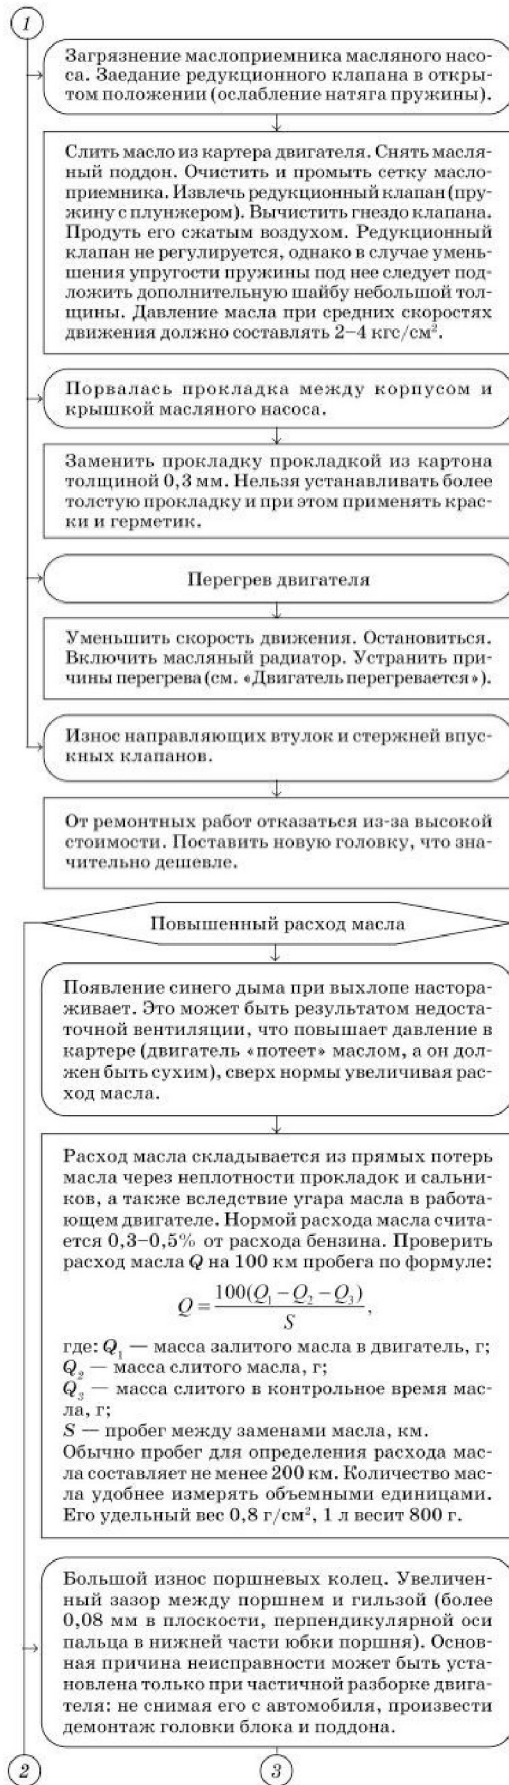 1
Загрязнение маслоприемника масляного насо-
са. Заедание редукционного клапана в откры-
том положении (ослабление натяга пружины).
Слить масло из картера двигателя. Снять масля-
ный поддон. Очистить и промыть сетку масло-
приемника. Извлечь редукционный клапан (пру-
жину с плунжером). Вычистить гнездо клапана.
Продуть его сжатым воздухом. Редукционный
клапан не регулируется, однако в случае умень-
шения упругости пружины под нее следует под-
ложить дополнительную шайбу небольшой тол-
щины. Давление масла при средних скоростях
движения должно составлять 2–4 кгс/см².
Порвалась прокладка между корпусом и
крышкой масляного насоса.
Заменить прокладку прокладкой из картона
толщиной 0,3 мм. Нельзя устанавливать более
толстую прокладку и при этом применять крас-
ки и герметик.
Перегрев двигателя
Уменьшить скорость движения. Остановиться.
Включить масляный радиатор. Устранить при-
чины перегрева (см. «Двигатель перегревается»).
Износ направляющих втулок и стержней впус-
кных клапанов.
От ремонтных работ отказаться из-за высокой
стоимости. Поставить новую головку, что зна-
чительно дешевле.
Повышенный расход масла
Появление синего дыма при выхлопе настора-
живает. Это может быть результатом недоста-
точной вентиляции, что повышает давление в
картере (двигатель «потеет» маслом, а он дол-
жен быть сухим), сверх нормы увеличивая рас-
ход масла.
Расход масла складывается из прямых потерь
масла через неплотности прокладок и сальни-
ков, а также вследствие угара масла в работа-
ющем двигателе. Нормой расхода масла счита-
ется 0,3–0,5% от расхода бензина. Проверить
расход масла Q на 100 км пробега по формуле:
Q = 100(Q₁ − Q₂ − Q₃) / S,
где: Q₁ — масса залитого масла в двигатель, г;
Q₂ — масса слитого масла, г;
Q₃ — масса слитого в контрольное время мас-
ла, г;
S — пробег между заменами масла, км.
Обычно пробег для определения расхода мас-
ла составляет не менее 200 км. Количество мас-
ла удобнее измерять объемными единицами.
Его удельный вес 0,8 г/см², 1 л весит 800 г.
Большой износ поршневых колец. Увеличен-
ный зазор между поршнем и гильзой (более
0,08 мм в плоскости, перпендикулярной оси
пальца в нижней части юбки поршня). Основ-
ная причина неисправности может быть уста-
новлена только при частичной разборке двига-
теля: не снимая его с автомобиля, произвести
демонтаж головки блока и поддона.
2 3